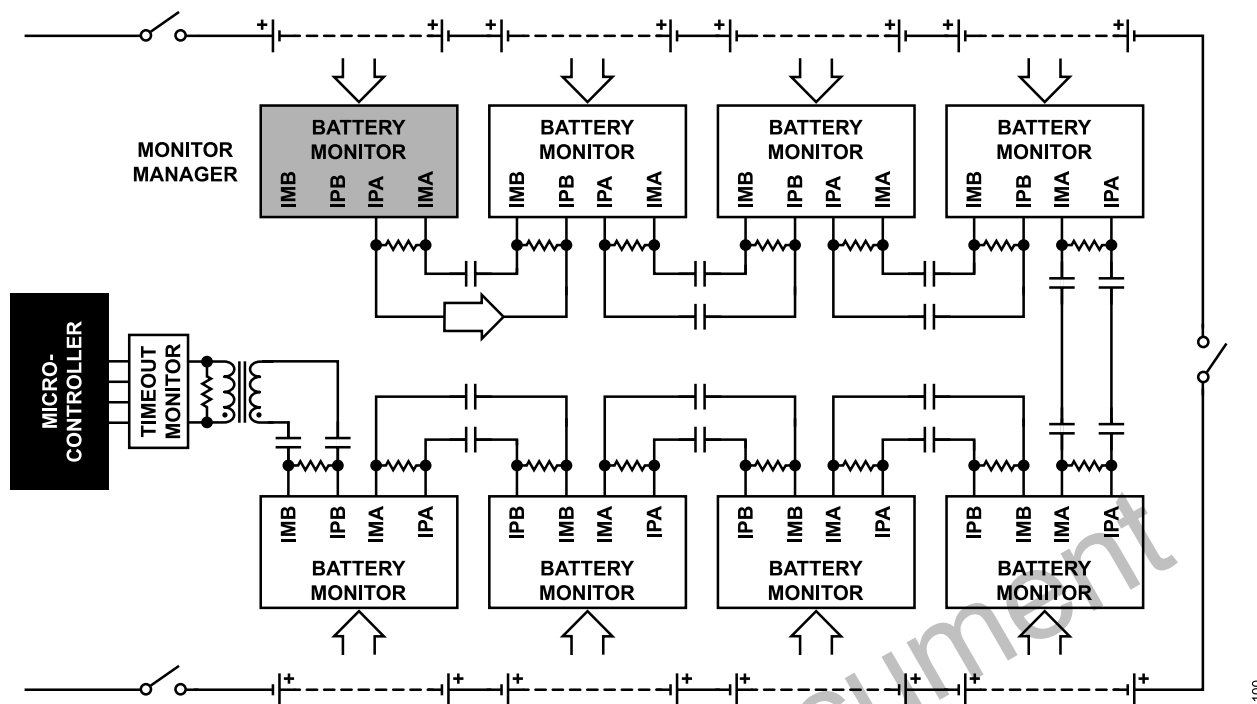 + + + + + + + +
BATTERY
MONITOR
IMB IPB IPA IMA
BATTERY
MONITOR
IMB IPB IPA IMA
BATTERY
MONITOR
IMB IPB IPA IMA
BATTERY
MONITOR
IMB IPB IMA IPA
MONITOR
MANAGER
MICRO-
CONTROLLER
TIMEOUT
MONITOR
IMB IPB IMA IPA
BATTERY
MONITOR
IPB IMB IMA IPA
BATTERY
MONITOR
IPB IMB IMA IPA
BATTERY
MONITOR
IPB IMB IMA IPA
BATTERY
MONITOR
+ + + + + + + +
cument
100